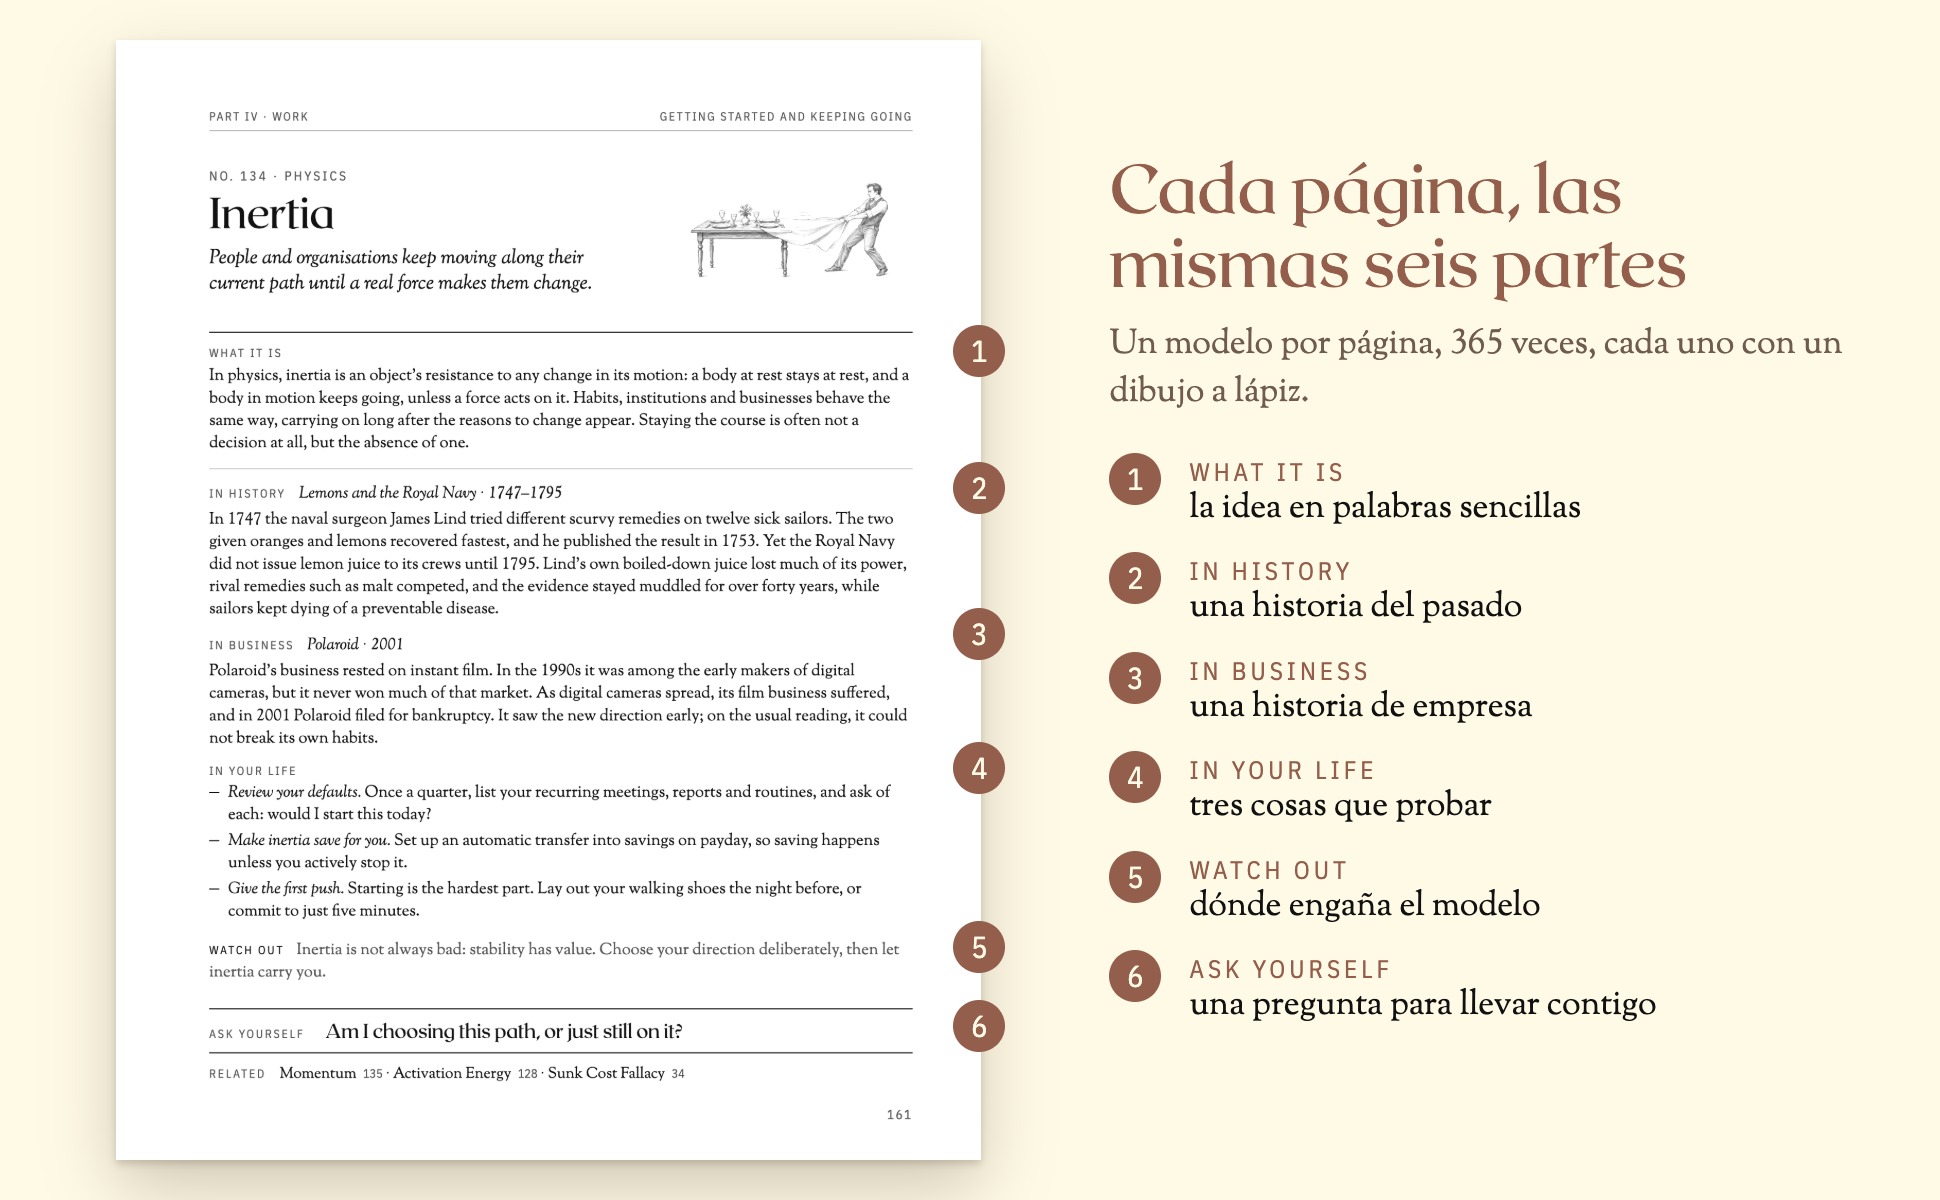 PART IV · WORK
GETTING STARTED AND KEEPING GOING
NO. 134 · PHYSICS
Inertia
People and organisations keep moving along their
current path until a real force makes them change.
WHAT IT IS
In physics, inertia is an object’s resistance to any change in its motion: a body at rest stays at rest, and a
body in motion keeps going, unless a force acts on it. Habits, institutions and businesses behave the
same way, carrying on long after the reasons to change appear. Staying the course is often not a
decision at all, but the absence of one.
IN HISTORY Lemons and the Royal Navy · 1747–1795
In 1747 the naval surgeon James Lind tried different scurvy remedies on twelve sick sailors. The two
given oranges and lemons recovered fastest, and he published the result in 1753. Yet the Royal Navy
did not issue lemon juice to its crews until 1795. Lind’s own boiled-down juice lost much of its power,
rival remedies such as malt competed, and the evidence stayed muddled for over forty years, while
sailors kept dying of a preventable disease.
IN BUSINESS Polaroid · 2001
Polaroid’s business rested on instant film. In the 1990s it was among the early makers of digital
cameras, but it never won much of that market. As digital cameras spread, its film business suffered,
and in 2001 Polaroid filed for bankruptcy. It saw the new direction early; on the usual reading, it could
not break its own habits.
IN YOUR LIFE
– Review your defaults. Once a quarter, list your recurring meetings, reports and routines, and ask of
each: would I start this today?
– Make inertia save for you. Set up an automatic transfer into savings on payday, so saving happens
unless you actively stop it.
– Give the first push. Starting is the hardest part. Lay out your walking shoes the night before, or
commit to just five minutes.
WATCH OUT Inertia is not always bad: stability has value. Choose your direction deliberately, then let
inertia carry you.
ASK YOURSELF Am I choosing this path, or just still on it?
RELATED Momentum 135 · Activation Energy 128 · Sunk Cost Fallacy 34
161
1
2
3
4
5
6
Cada página, las
mismas seis partes
Un modelo por página, 365 veces, cada uno con un
dibujo a lápiz.
1 WHAT IT IS
la idea en palabras sencillas
2 IN HISTORY
una historia del pasado
3 IN BUSINESS
una historia de empresa
4 IN YOUR LIFE
tres cosas que probar
5 WATCH OUT
dónde engaña el modelo
6 ASK YOURSELF
una pregunta para llevar contigo